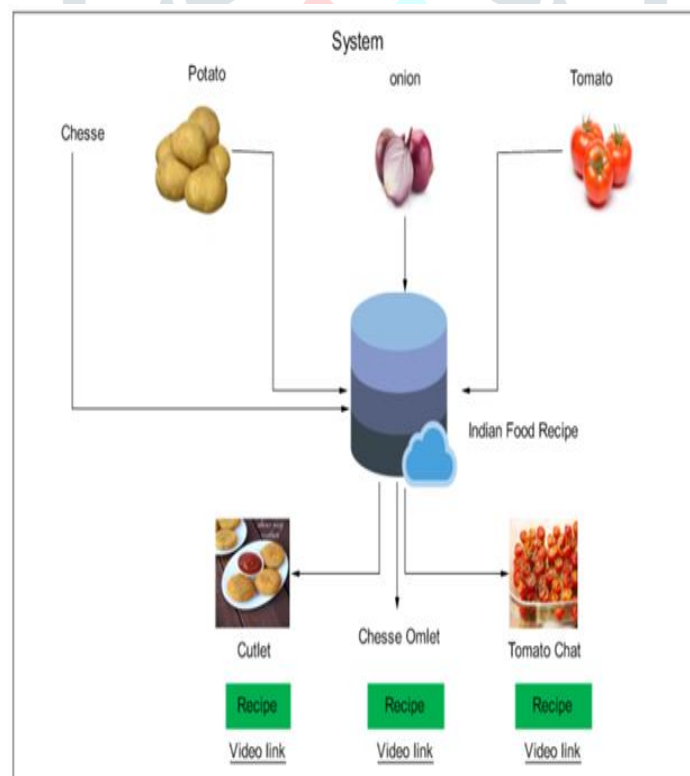 System
Potato
onion
Tomato
Chesse
Indian Food Recipe
Cutlet
Chesse Omlet
Tomato Chat
Recipe
Recipe
Recipe
Video link
Video link
Video link